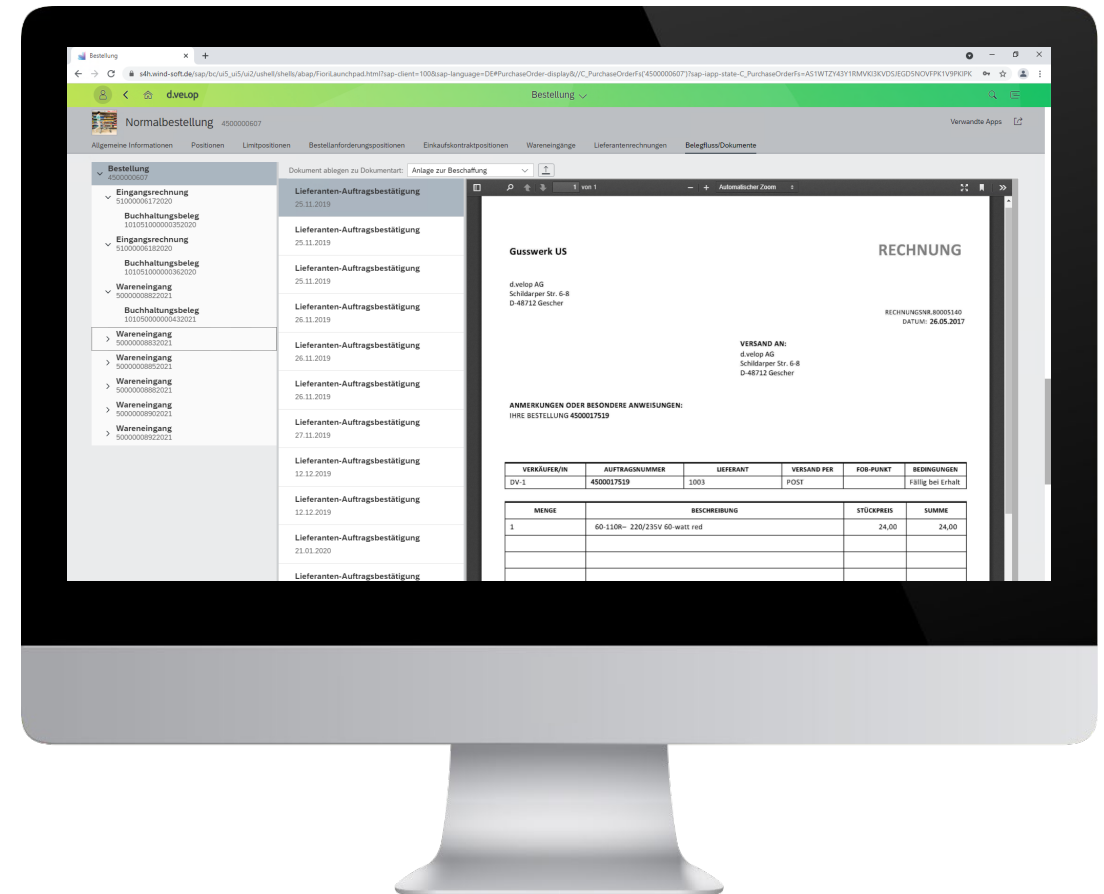 Bestellung
s4h.wind-soft.de/sap/bc/ui5_ui5/ui2/ushell/shells/abap/FioriLaunchpad.html?sap-client=100&sap-language=DE#PurchaseOrder-display&//C_PurchaseOrderFs('4500000607')?sap-iapp-state-C_PurchaseOrderFs=
d.velop
Bestellung
Normalbestellung 4500000607
Verwandte Apps
Allgemeine Informationen Positionen Limitpositionen Bestellanforderungspositionen Einkaufskontraktpositionen Wareneingänge Lieferantenrechnungen Belegfluss/Dokumente
Bestellung
4500000607
Eingangsrechnung
51000006172020
Buchhaltungsbeleg
101051000000352020
Eingangsrechnung
51000006182020
Buchhaltungsbeleg
101051000000362020
Wareneingang
50000008822021
Buchhaltungsbeleg
101050000000432021
Wareneingang
50000008832021
Wareneingang
50000008852021
Wareneingang
50000008882021
Wareneingang
50000008902021
Wareneingang
50000008922021
Dokument ablegen zu Dokumentart: Anlage zur Beschaffung
Lieferanten-Auftragsbestätigung
25.11.2019
Lieferanten-Auftragsbestätigung
25.11.2019
Lieferanten-Auftragsbestätigung
25.11.2019
Lieferanten-Auftragsbestätigung
26.11.2019
Lieferanten-Auftragsbestätigung
26.11.2019
Lieferanten-Auftragsbestätigung
26.11.2019
Lieferanten-Auftragsbestätigung
27.11.2019
Lieferanten-Auftragsbestätigung
12.12.2019
Lieferanten-Auftragsbestätigung
12.12.2019
Lieferanten-Auftragsbestätigung
21.01.2020
Lieferanten-Auftragsbestätigung
1 von 1 Automatischer Zoom
Gusswerk US RECHNUNG
d.velop AG
Schildarper Str. 6-8
D-48712 Gescher
RECHNUNGSNR.80005140
DATUM: 26.05.2017
VERSAND AN:
d.velop AG
Schildarper Str. 6-8
D-48712 Gescher
ANMERKUNGEN ODER BESONDERE ANWEISUNGEN:
IHRE BESTELLUNG 4500017519
VERKÄUFER/IN AUFTRAGSNUMMER LIEFERANT VERSAND PER FOB-PUNKT BEDINGUNGEN
DV-1 4500017519 1003 POST Fällig bei Erhalt
MENGE BESCHREIBUNG STÜCKPREIS SUMME
1 60-110R– 220/235V 60-watt red 24,00 24,00